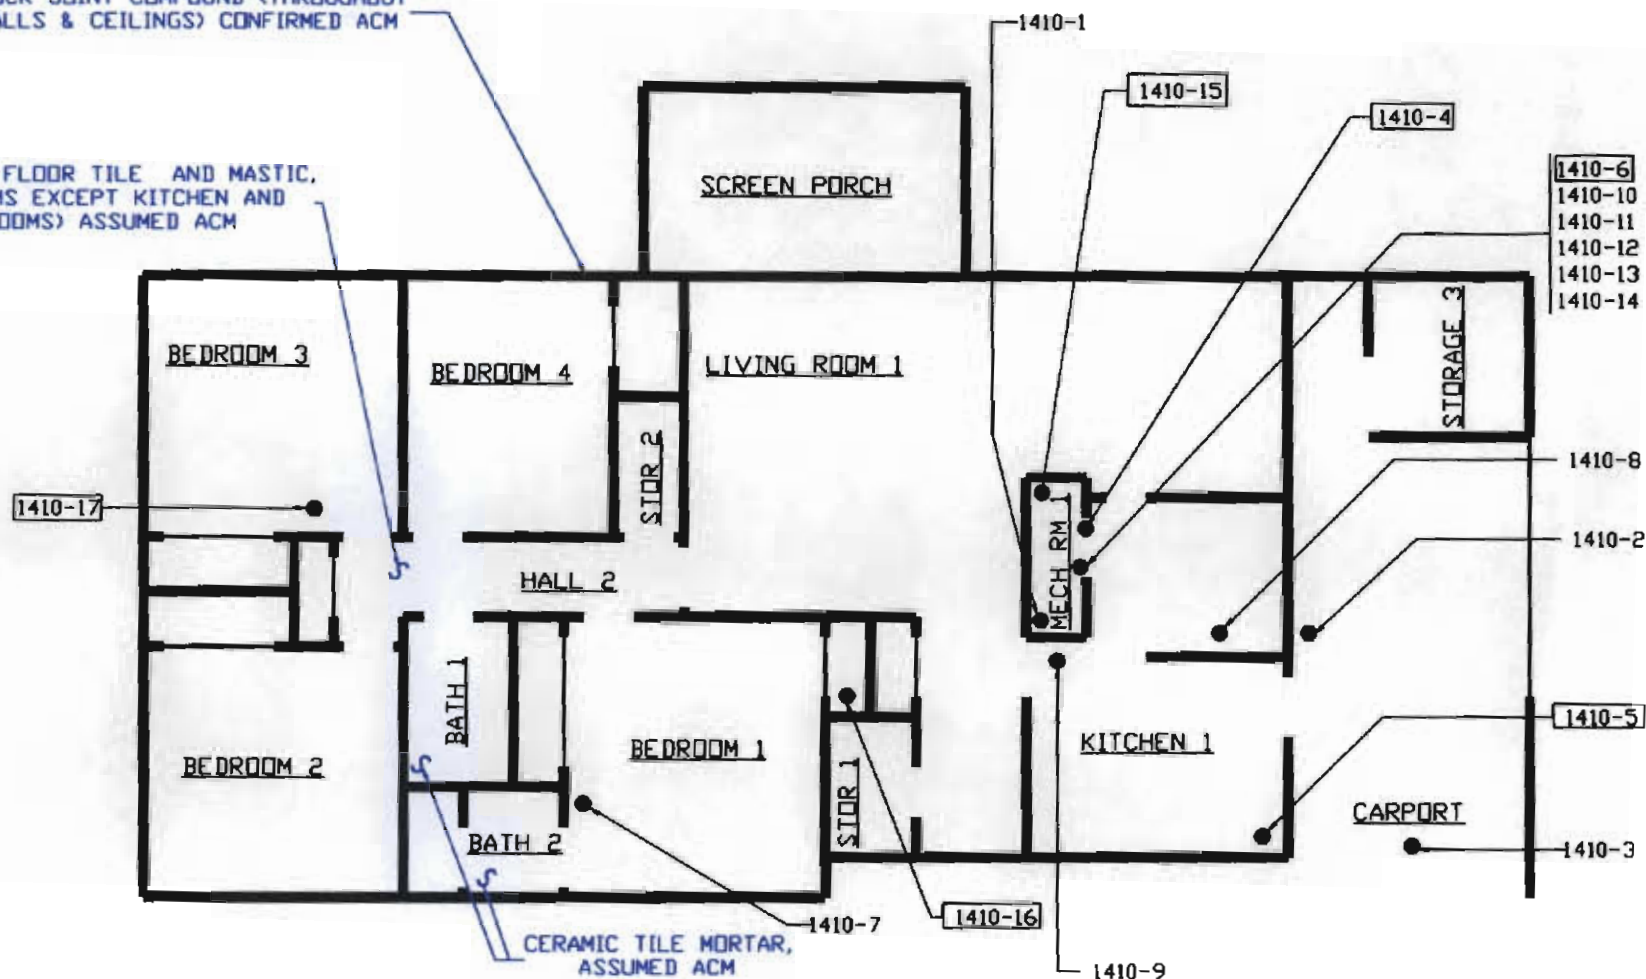 JOINT COMPOUND (THROUGHOUT
& CEILINGS) CONFIRMED ACM
FLOOR TILE AND MASTIC,
EXCEPT KITCHEN AND
ASSUMED ACM
1410-1
1410-15
1410-4
1410-6
1410-10
1410-11
1410-12
1410-13
1410-14
SCREEN PORCH
BEDROOM 3
BEDROOM 4
LIVING ROOM 1
STORAGE 3
STOR 2
MECH RM 1
1410-8
1410-17
1410-2
HALL 2
BATH 1
BEDROOM 2
BEDROOM 1
KITCHEN 1
1410-5
STOR 1
BATH 2
CARPORT
1410-3
1410-7
1410-16
CERAMIC TILE MORTAR,
ASSUMED ACM
1410-9